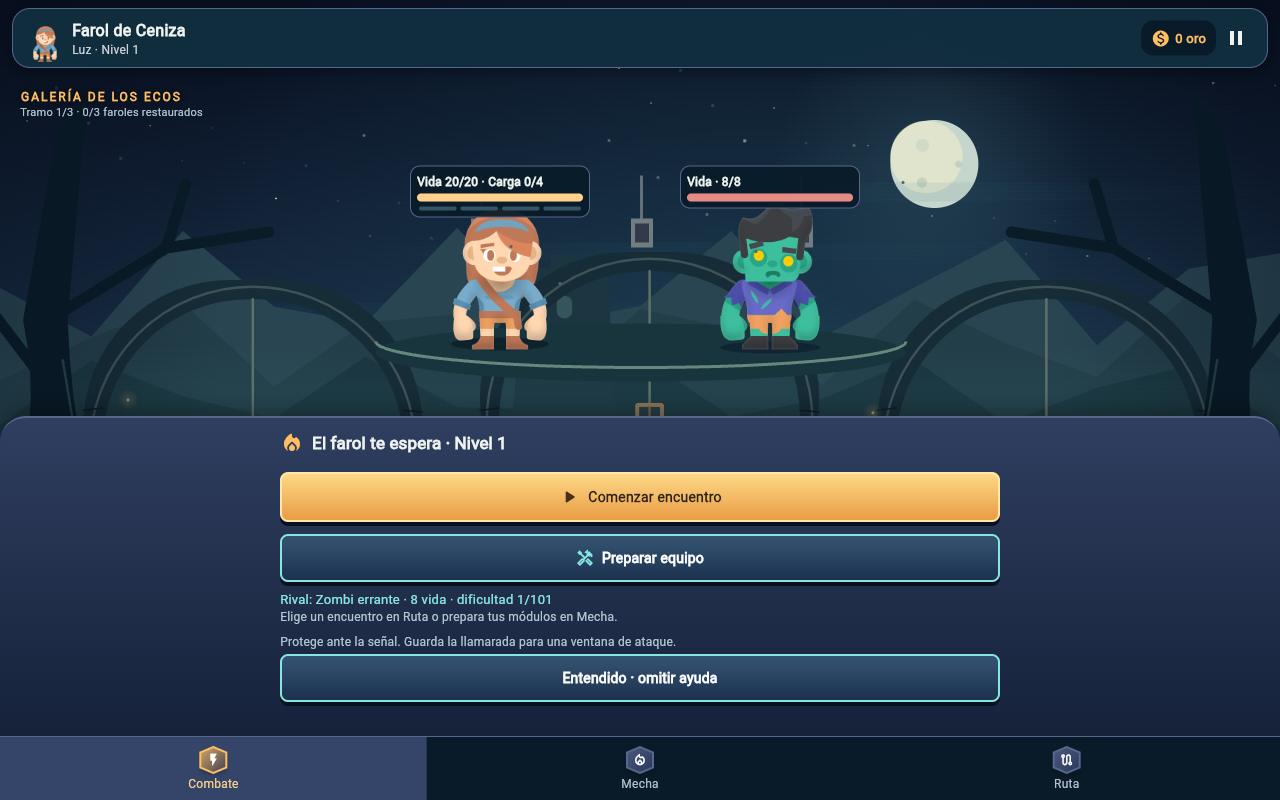 Farol de Ceniza
Luz · Nivel 1
0 oro
GALERÍA DE LOS ECOS
Tramo 1/3 · 0/3 faroles restaurados
Vida 20/20 · Carga 0/4
Vida · 8/8
El farol te espera · Nivel 1
Comenzar encuentro
Preparar equipo
Rival: Zombi errante · 8 vida · dificultad 1/101
Elige un encuentro en Ruta o prepara tus módulos en Mecha.
Protege ante la señal. Guarda la llamarada para una ventana de ataque.
Entendido · omitir ayuda
Combate
Mecha
Ruta